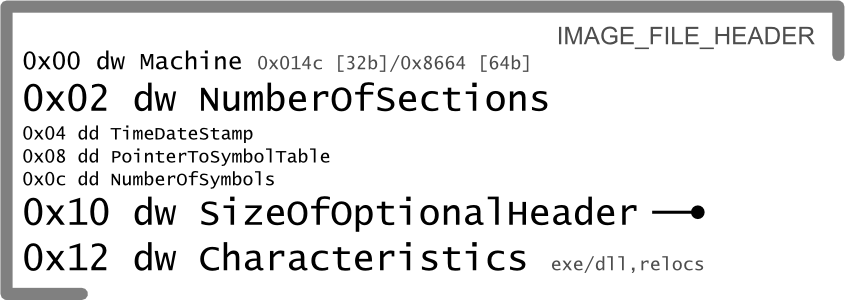 IMAGE_FILE_HEADER
0x00 dw Machine 0x014c [32b]/0x8664 [64b]
0x02 dw NumberOfSections
0x04 dd TimeDateStamp
0x08 dd PointerToSymbolTable
0x0c dd NumberOfSymbols
0x10 dw SizeOfOptionalHeader
0x12 dw Characteristics exe/dll,relocs